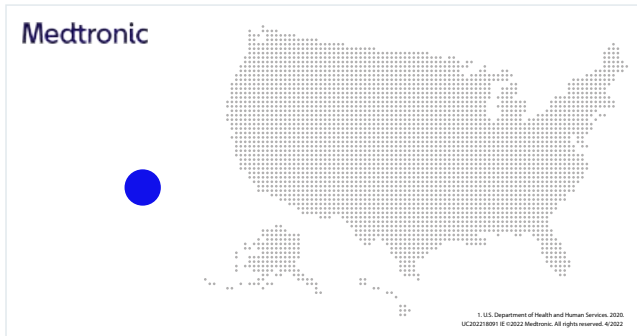 Medtronic
1. U.S. Department of Health and Human Services. 2020.
UC202218091 IE ©2022 Medtronic. All rights reserved. 4/2022